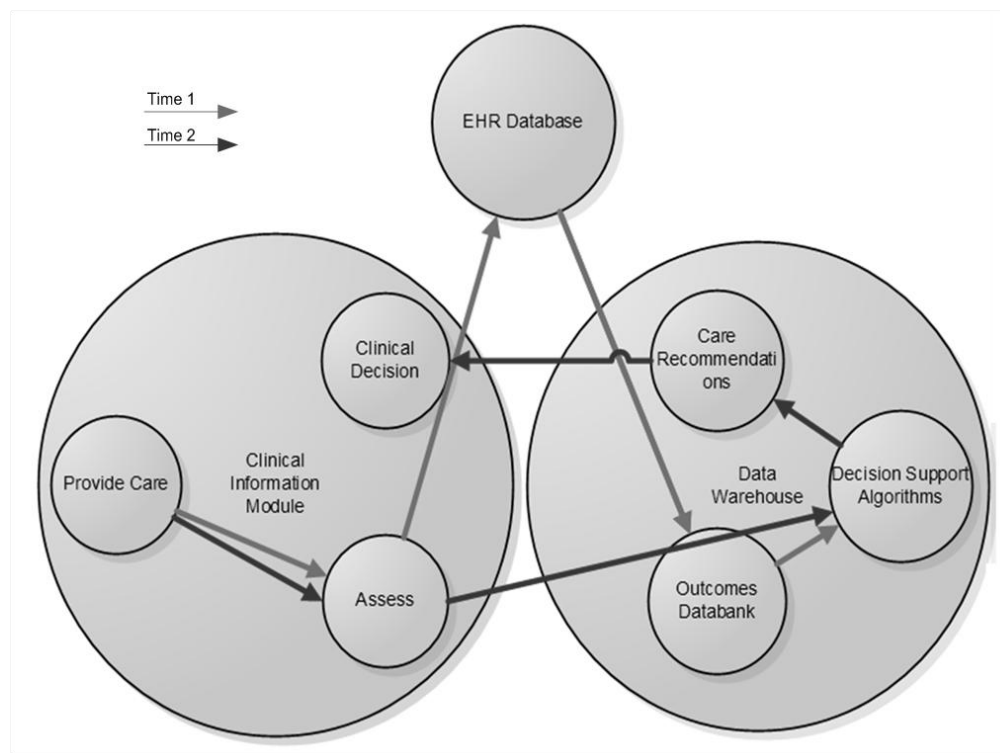 Time 1
Time 2
EHR Database
Clinical
Decision
Care
Recommendati
ons
Provide Care
Clinical
Information
Module
Data
Warehouse
Decision Support
Algorithms
Assess
Outcomes
Databank